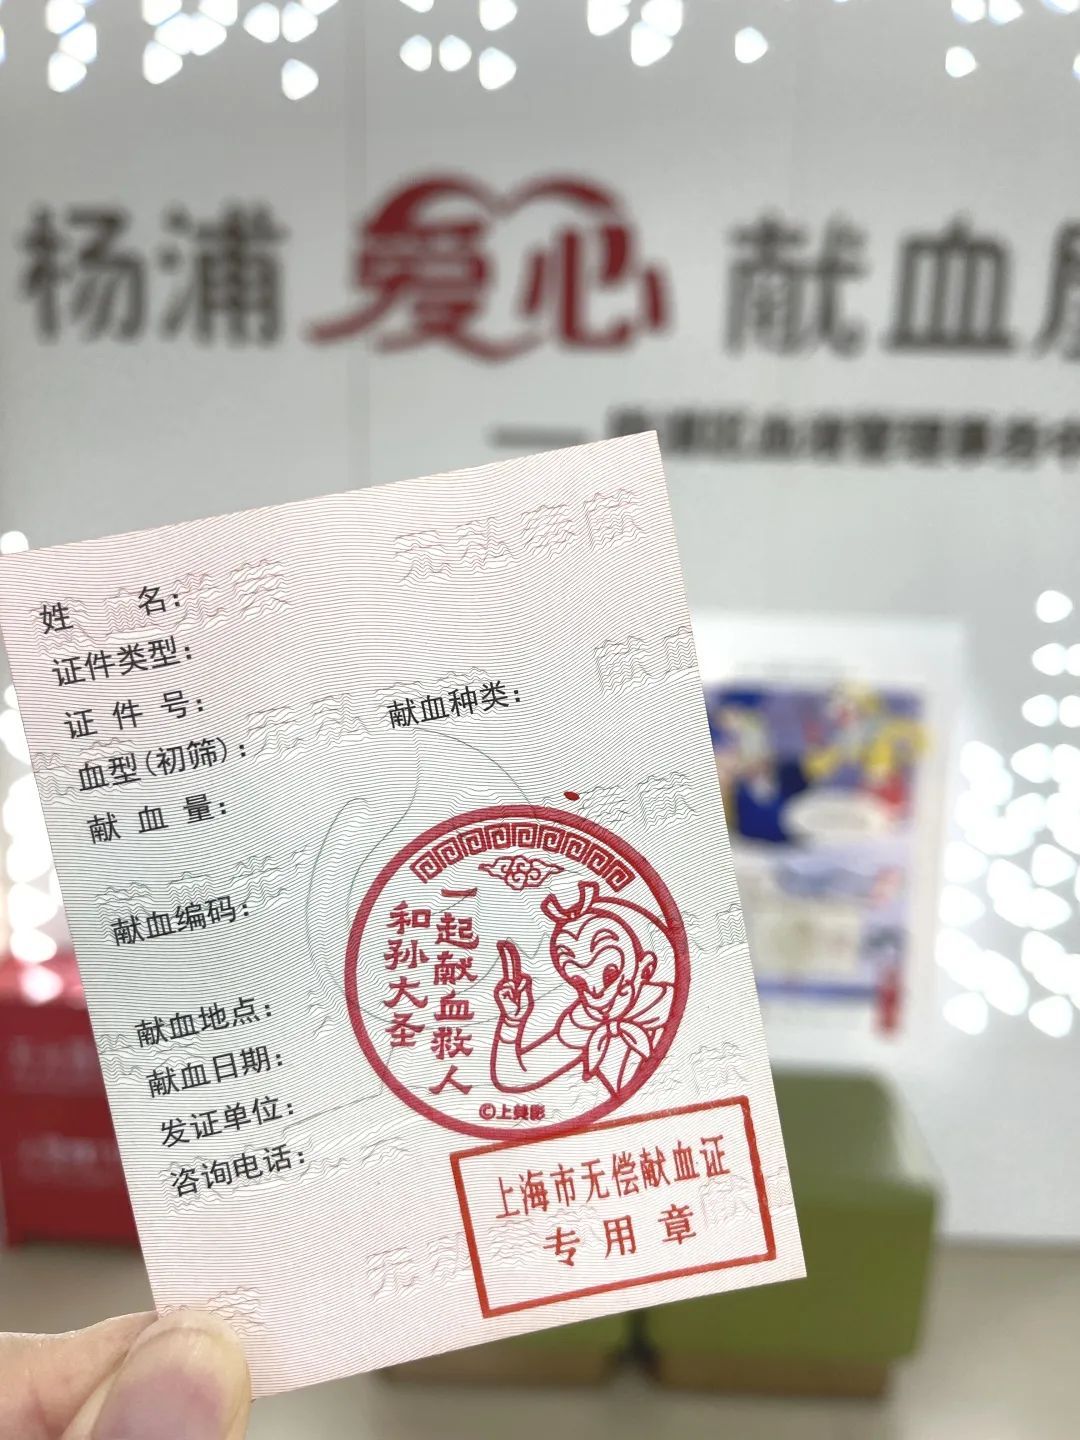 杨浦 爱心 献血
姓 名：
证件类型：
证 件 号：
血型(初筛)：
献血种类：
献 血 量：
献血编码：
献血地点：
献血日期：
发证单位：
咨询电话：
一起献血救人
和孙大圣
©上美影
上海市无偿献血证
专用章